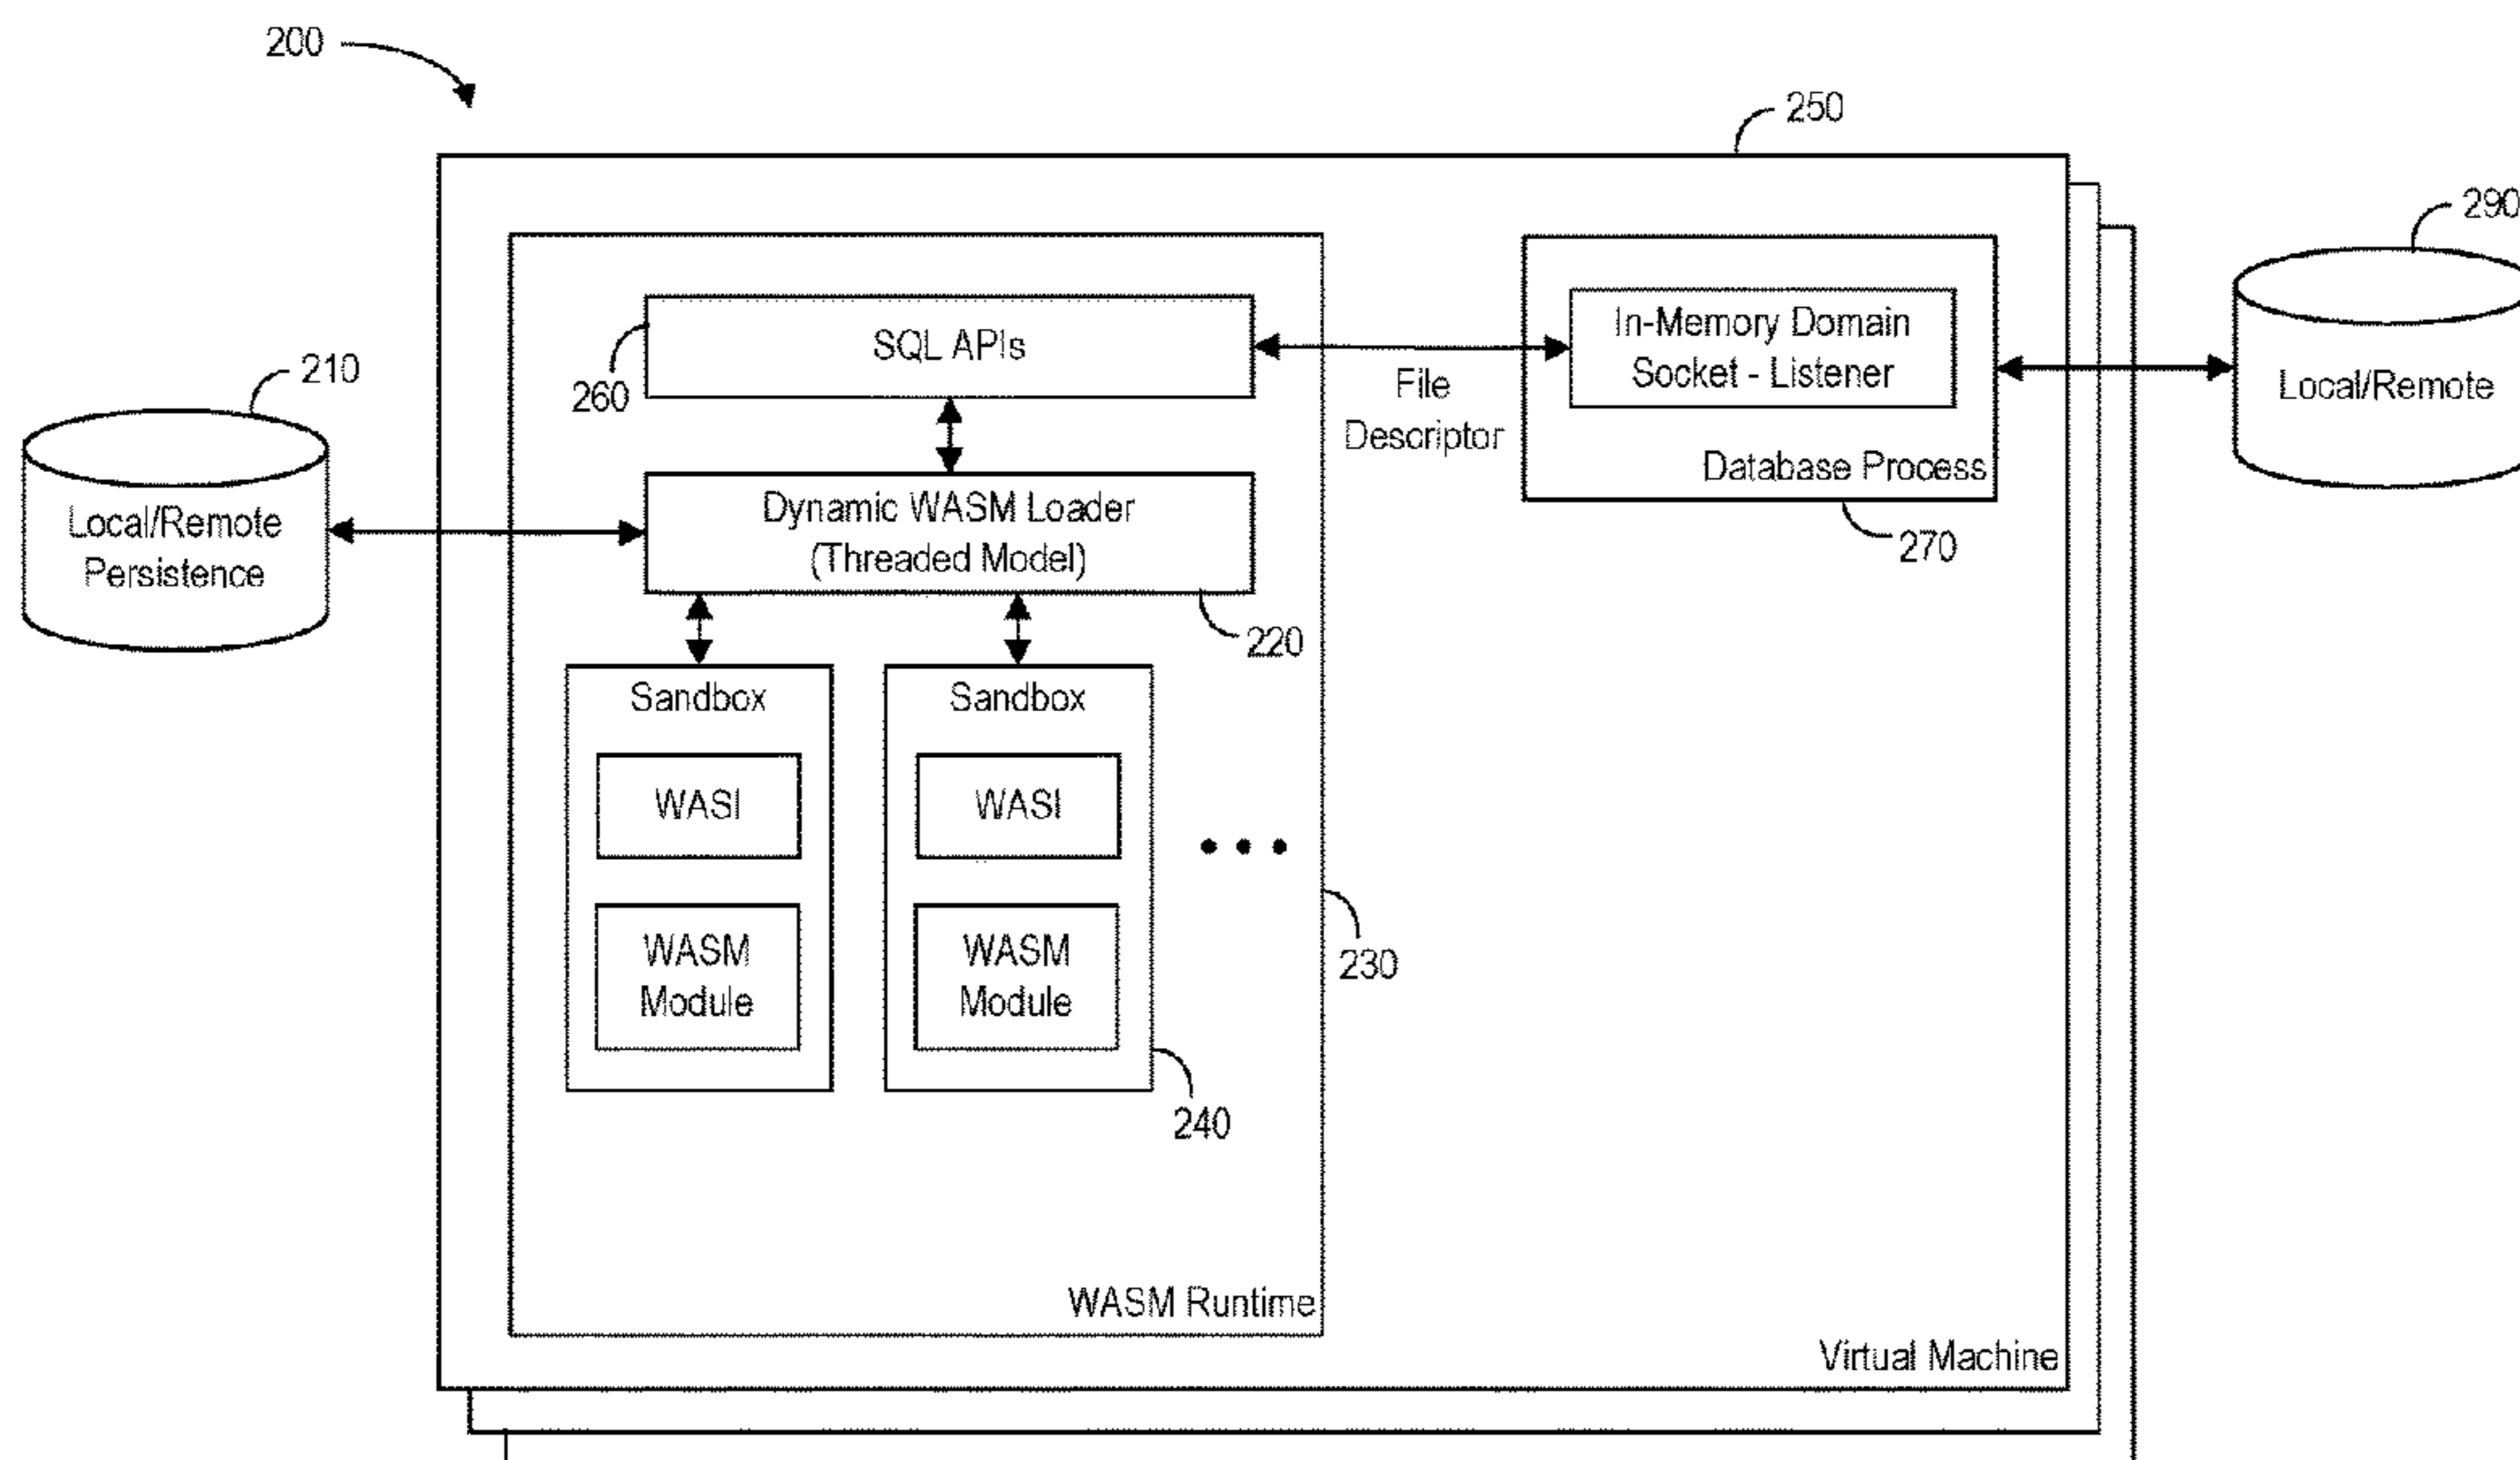 200
250
290
SQL APIs
260
In-Memory Domain
Socket - Listener
File
Descriptor
Database Process
270
Local/Remote
210
Local/Remote
Persistence
Dynamic WASM Loader
(Threaded Model)
220
Sandbox
WASI
WASM
Module
Sandbox
WASI
WASM
Module
240
230
WASM Runtime
Virtual Machine